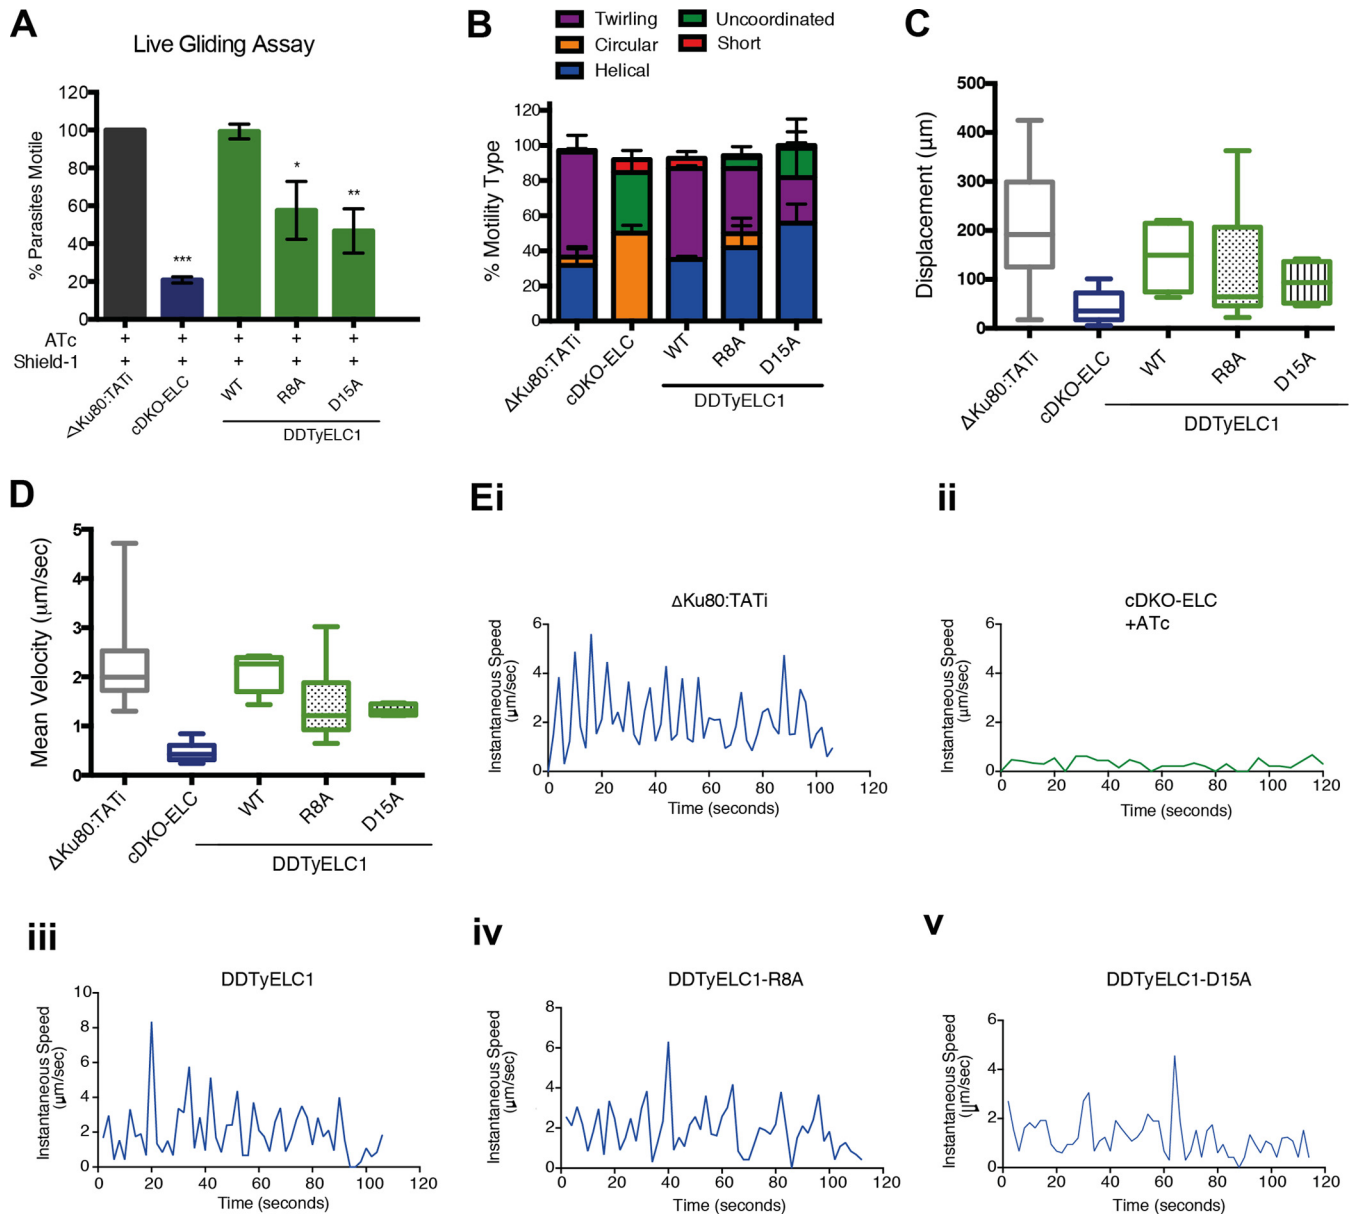 A
Live Gliding Assay
% Parasites Motile
120
100
80
60
40
20
0
***
*
**
ATc + + + + +
Shield-1 + + + + +
ΔKu80:TATi
cDKO-ELC
WT
R8A
D15A
DDTyELC1
B
Twirling
Uncoordinated
Circular
Short
Helical
% Motility Type
120
100
80
60
40
20
0
ΔKu80:TATi
cDKO-ELC
WT
R8A
D15A
DDTyELC1
C
Displacement (µm)
500
400
300
200
100
0
ΔKu80:TATi
cDKO-ELC
WT
R8A
D15A
DDTyELC1
D
Mean Velocity (µm/sec)
5
4
3
2
1
0
ΔKu80:TATi
cDKO-ELC
WT
R8A
D15A
DDTyELC1
Ei
ΔKu80:TATi
Instantaneous Speed
(µm/sec)
6
4
2
0
0 20 40 60 80 100 120
Time (seconds)
ii
cDKO-ELC
+ATc
Instantaneous Speed
(µm/sec)
6
4
2
0
0 20 40 60 80 100 120
Time (seconds)
iii
DDTyELC1
Instantaneous Speed
(µm/sec)
10
8
6
4
2
0
0 20 40 60 80 100 120
Time (seconds)
iv
DDTyELC1-R8A
Instantaneous Speed
(µm/sec)
8
6
4
2
0
0 20 40 60 80 100 120
Time (seconds)
v
DDTyELC1-D15A
Instantaneous Speed
(µm/sec)
6
4
2
0
0 20 40 60 80 100 120
Time (seconds)